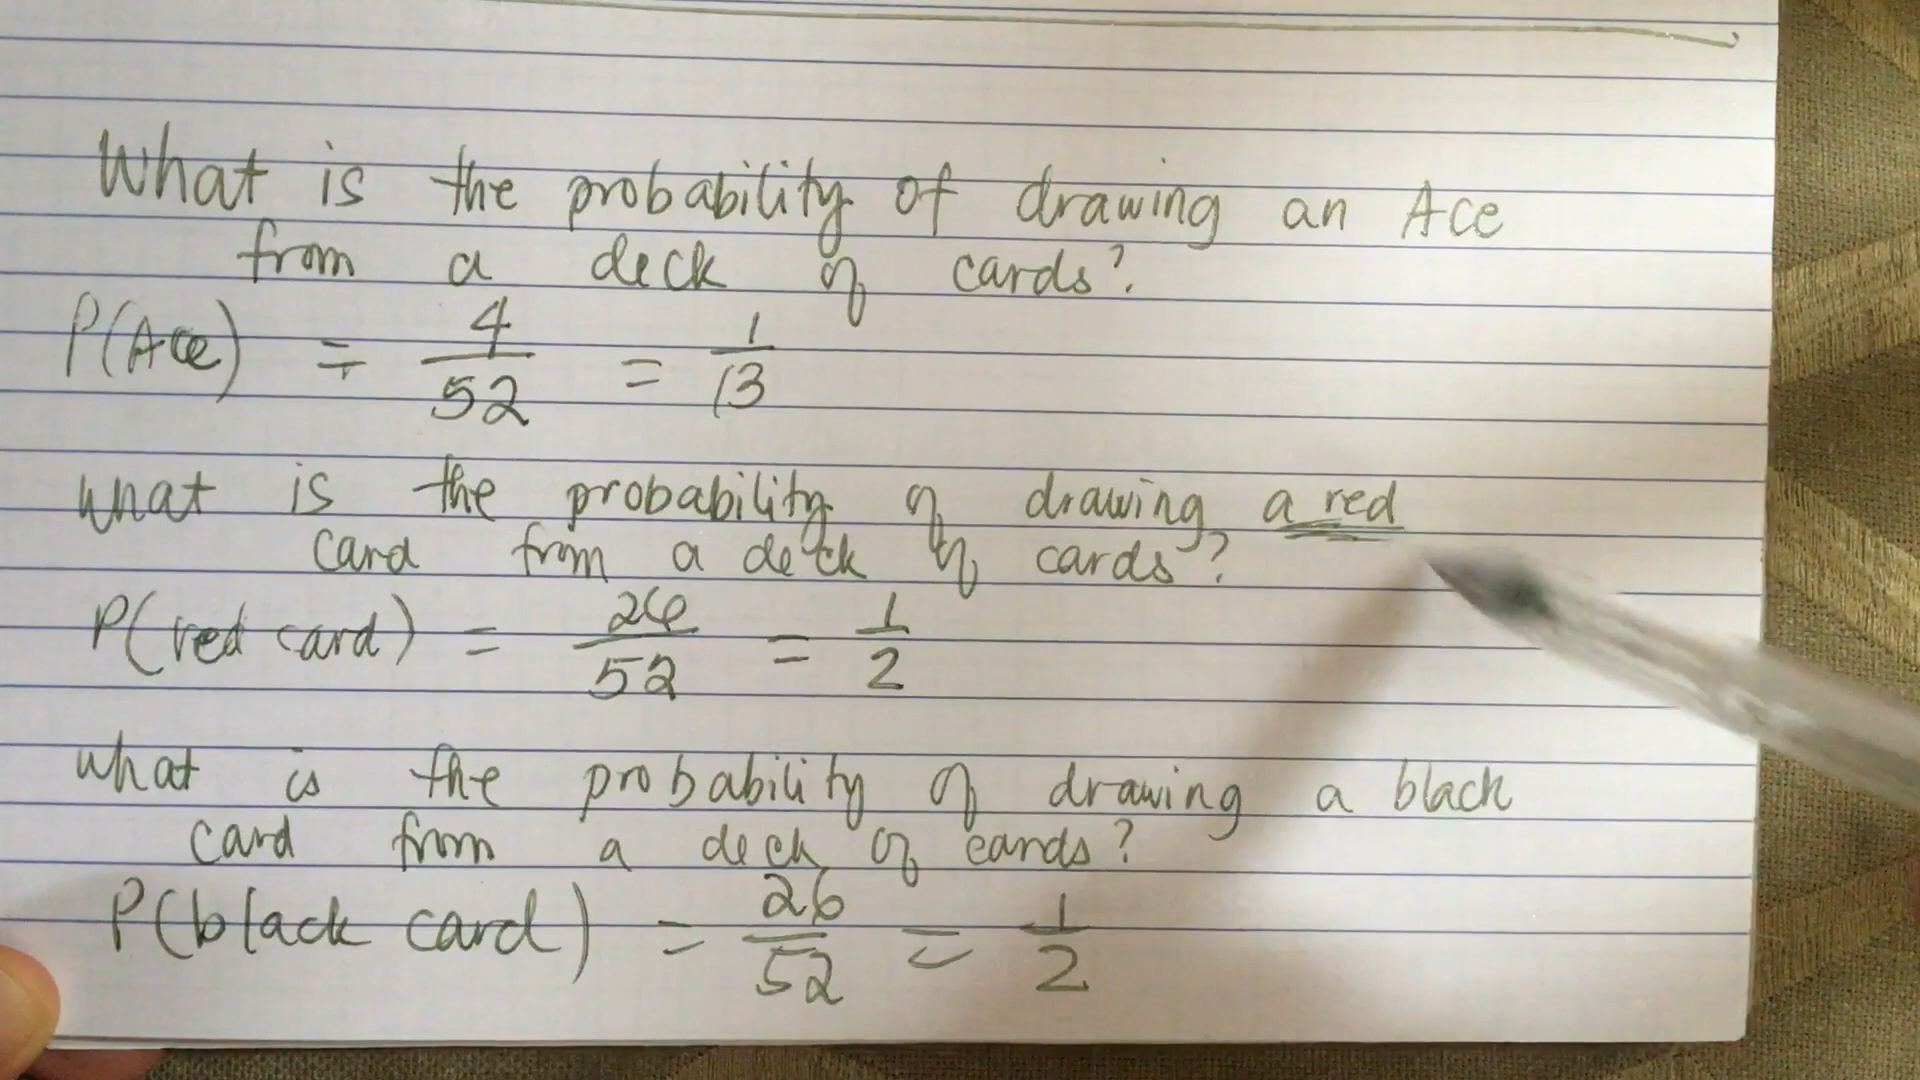 What is the probability of drawing an Ace
from a deck of cards?
P(Ace) = 4/52 = 1/13
what is the probability of drawing a red
card from a deck of cards?
P(red card) = 26/52 = 1/2
what is the probability of drawing a black
card from a deck of cards?
P(black card) = 26/52 = 1/2